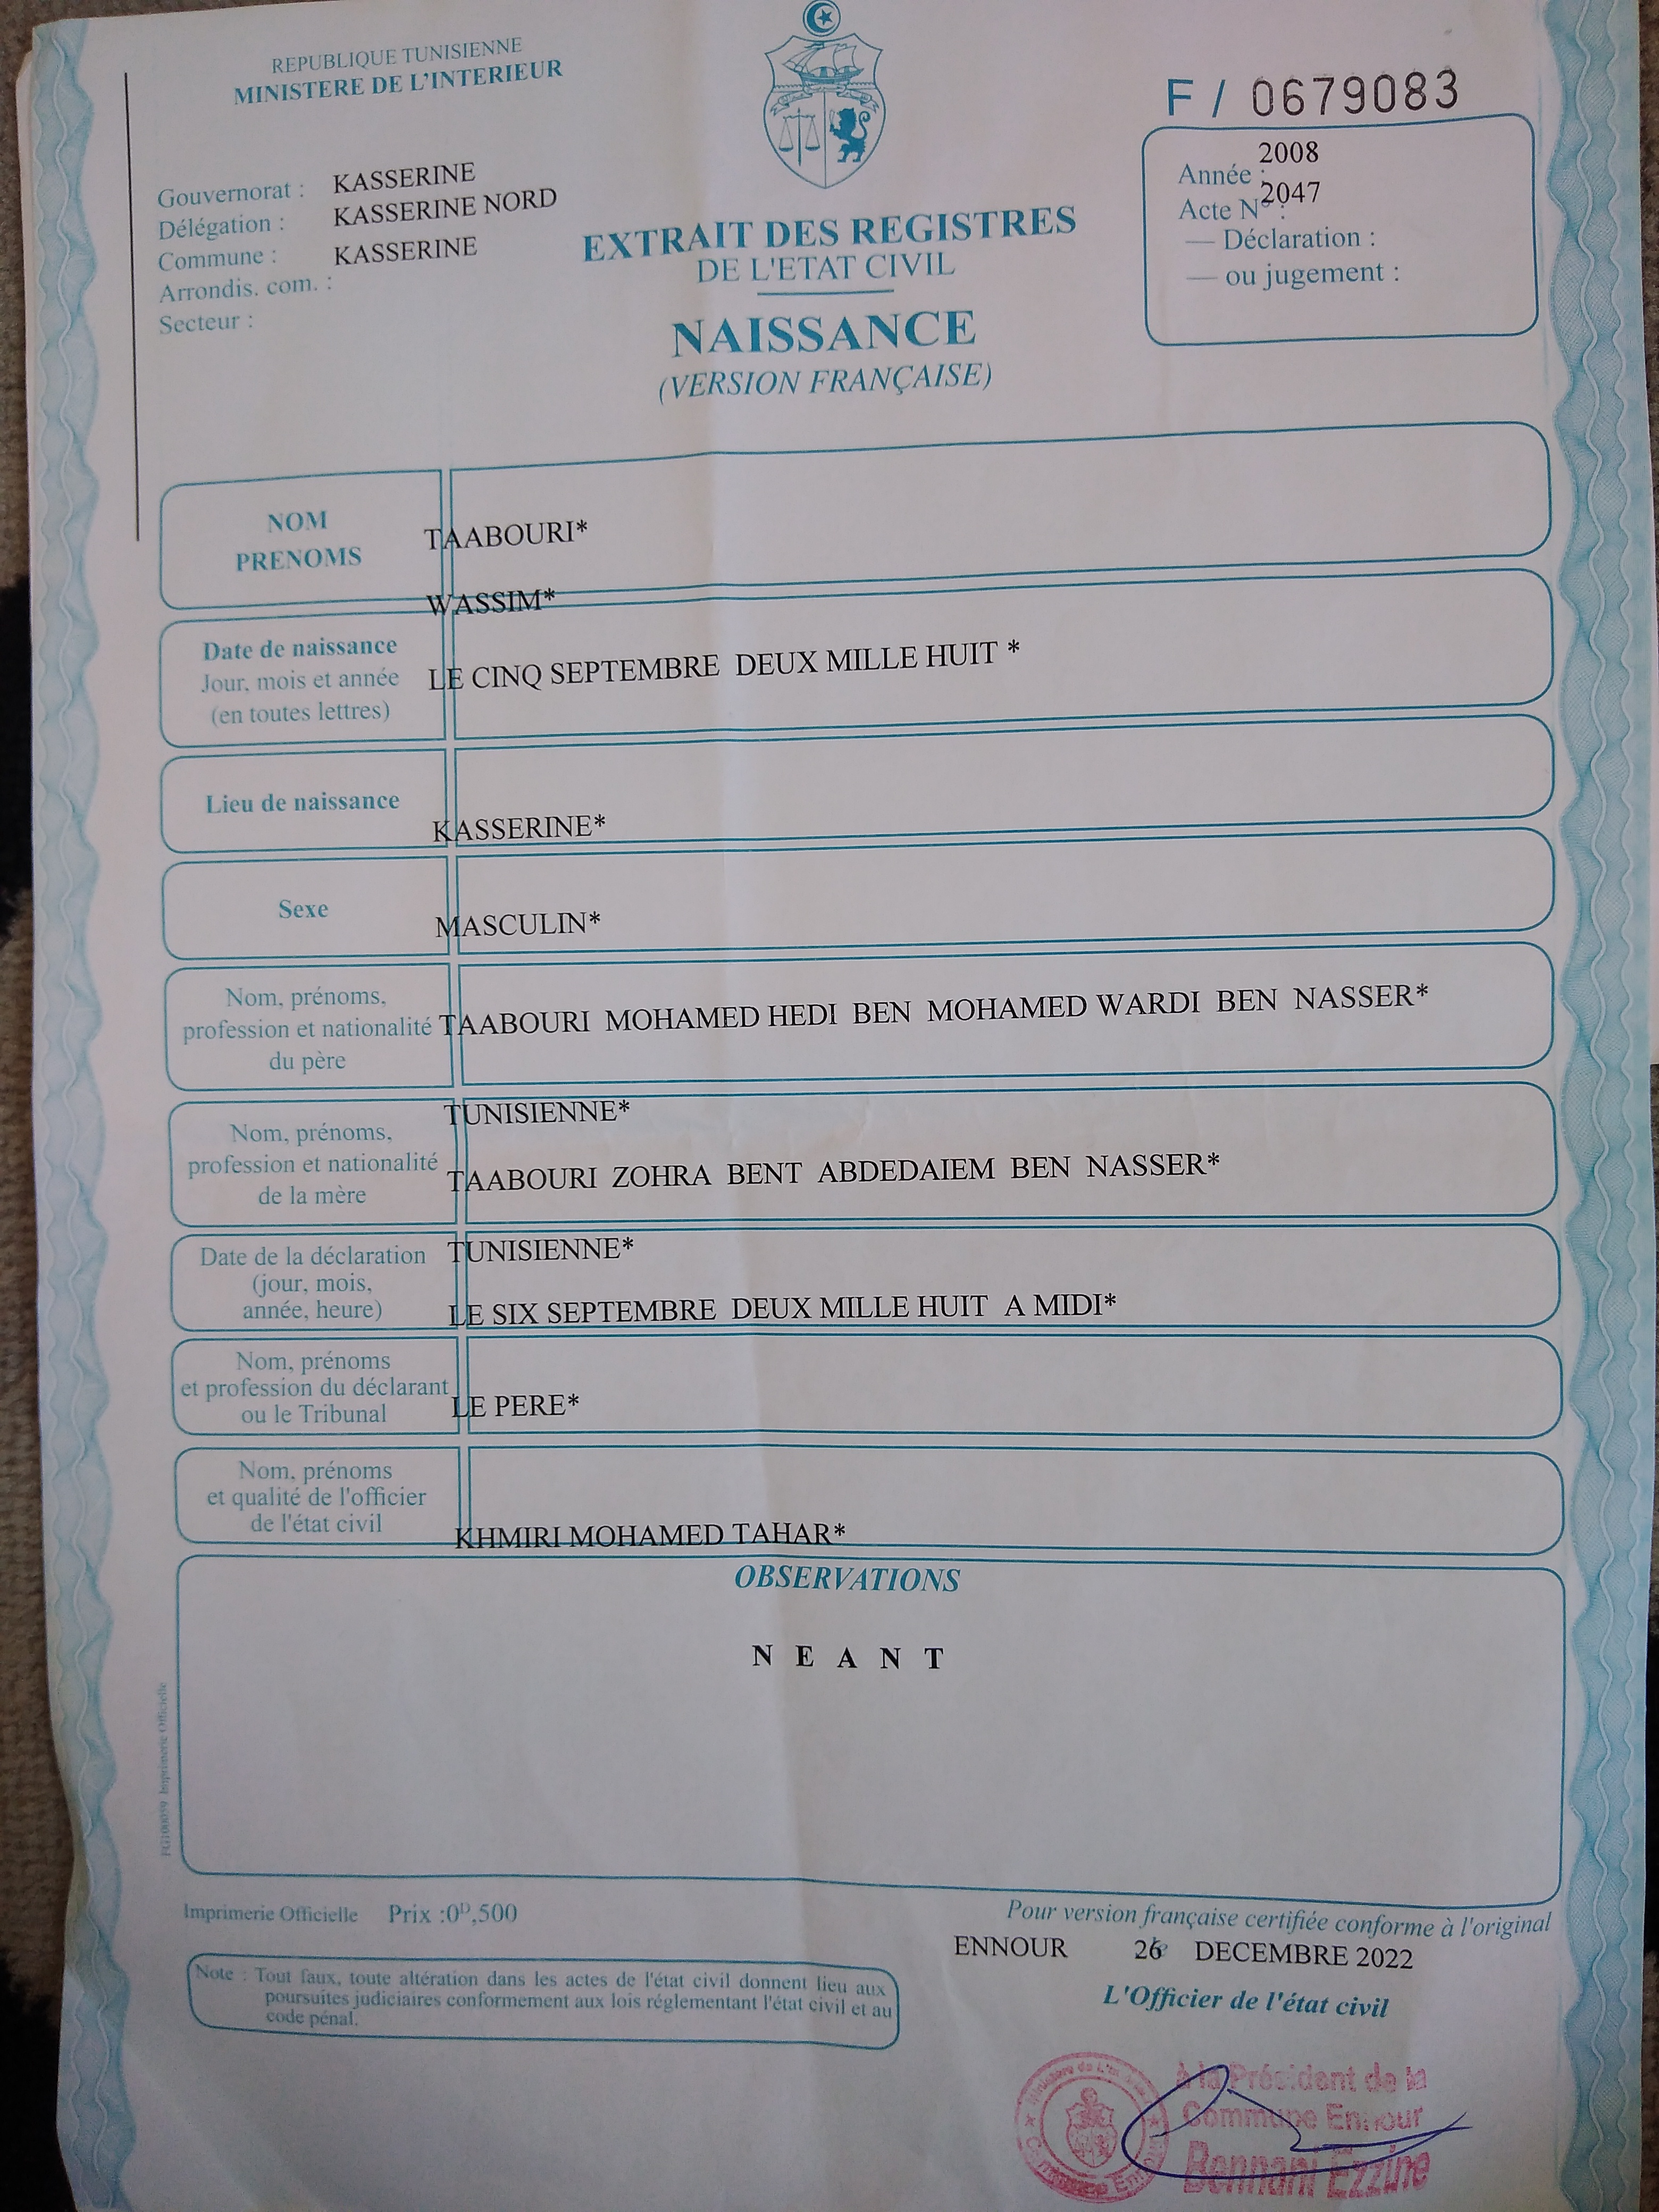 REPUBLIQUE TUNISIENNE
MINISTERE DE L'INTERIEUR
F / 0679083
Gouvernorat : KASSERINE
Délégation : KASSERINE NORD
Commune : KASSERINE
Arrondis. com. :
Secteur :
2008
Année :
2047
Acte N° :
— Déclaration :
— ou jugement :
EXTRAIT DES REGISTRES
DE L'ETAT CIVIL
NAISSANCE
(VERSION FRANÇAISE)
NOM
PRENOMS
TAABOURI*
WASSIM*
Date de naissance
Jour, mois et année
(en toutes lettres)
LE CINQ SEPTEMBRE DEUX MILLE HUIT *
Lieu de naissance
KASSERINE*
Sexe
MASCULIN*
Nom, prénoms,
profession et nationalité
du père
TAABOURI MOHAMED HEDI BEN MOHAMED WARDI BEN NASSER*
TUNISIENNE*
Nom, prénoms,
profession et nationalité
de la mère
TAABOURI ZOHRA BENT ABDEDAIEM BEN NASSER*
TUNISIENNE*
Date de la déclaration
(jour, mois,
année, heure)
LE SIX SEPTEMBRE DEUX MILLE HUIT A MIDI*
Nom, prénoms
et profession du déclarant
ou le Tribunal
LE PERE*
Nom, prénoms
et qualité de l'officier
de l'état civil
KHMIRI MOHAMED TAHAR*
OBSERVATIONS
N E A N T
FG100059 Imprimerie Officielle
Imprimerie Officielle Prix :0D,500
Pour version française certifiée conforme à l'original
ENNOUR 26 DECEMBRE 2022
L'Officier de l'état civil
Note : Tout faux, toute altération dans les actes de l'état civil donnent lieu aux
poursuites judiciaires conformement aux lois réglementant l'état civil et au
code pénal.
à la Président de la
Commune Ennour
Bennani Ezzine